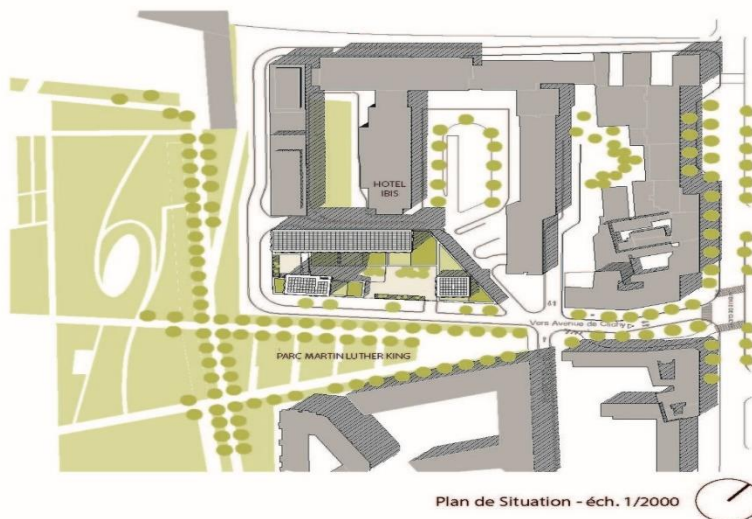 HOTEL
IBIS
Vers Avenue de Clichy
PARC MARTIN LUTHER KING
Plan de Situation - éch. 1/2000